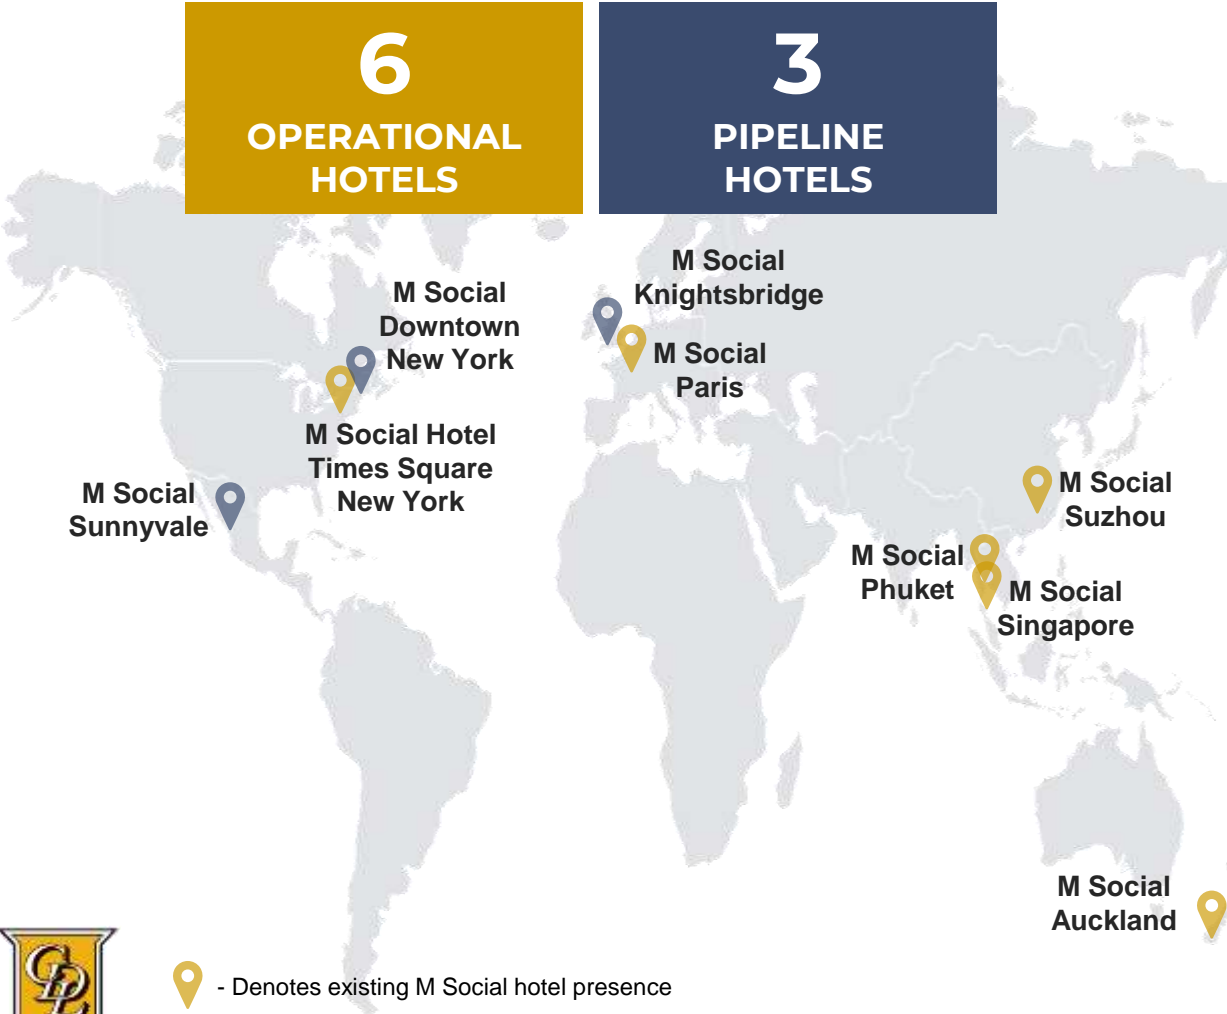 6
OPERATIONAL
HOTELS
3
PIPELINE
HOTELS
M Social
Knightsbridge
M Social
Downtown
New York
M Social
Paris
M Social Hotel
Times Square
New York
M Social
Sunnyvale
M Social
Suzhou
M Social
Phuket
M Social
Singapore
M Social
Auckland
CDL
- Denotes existing M Social hotel presence